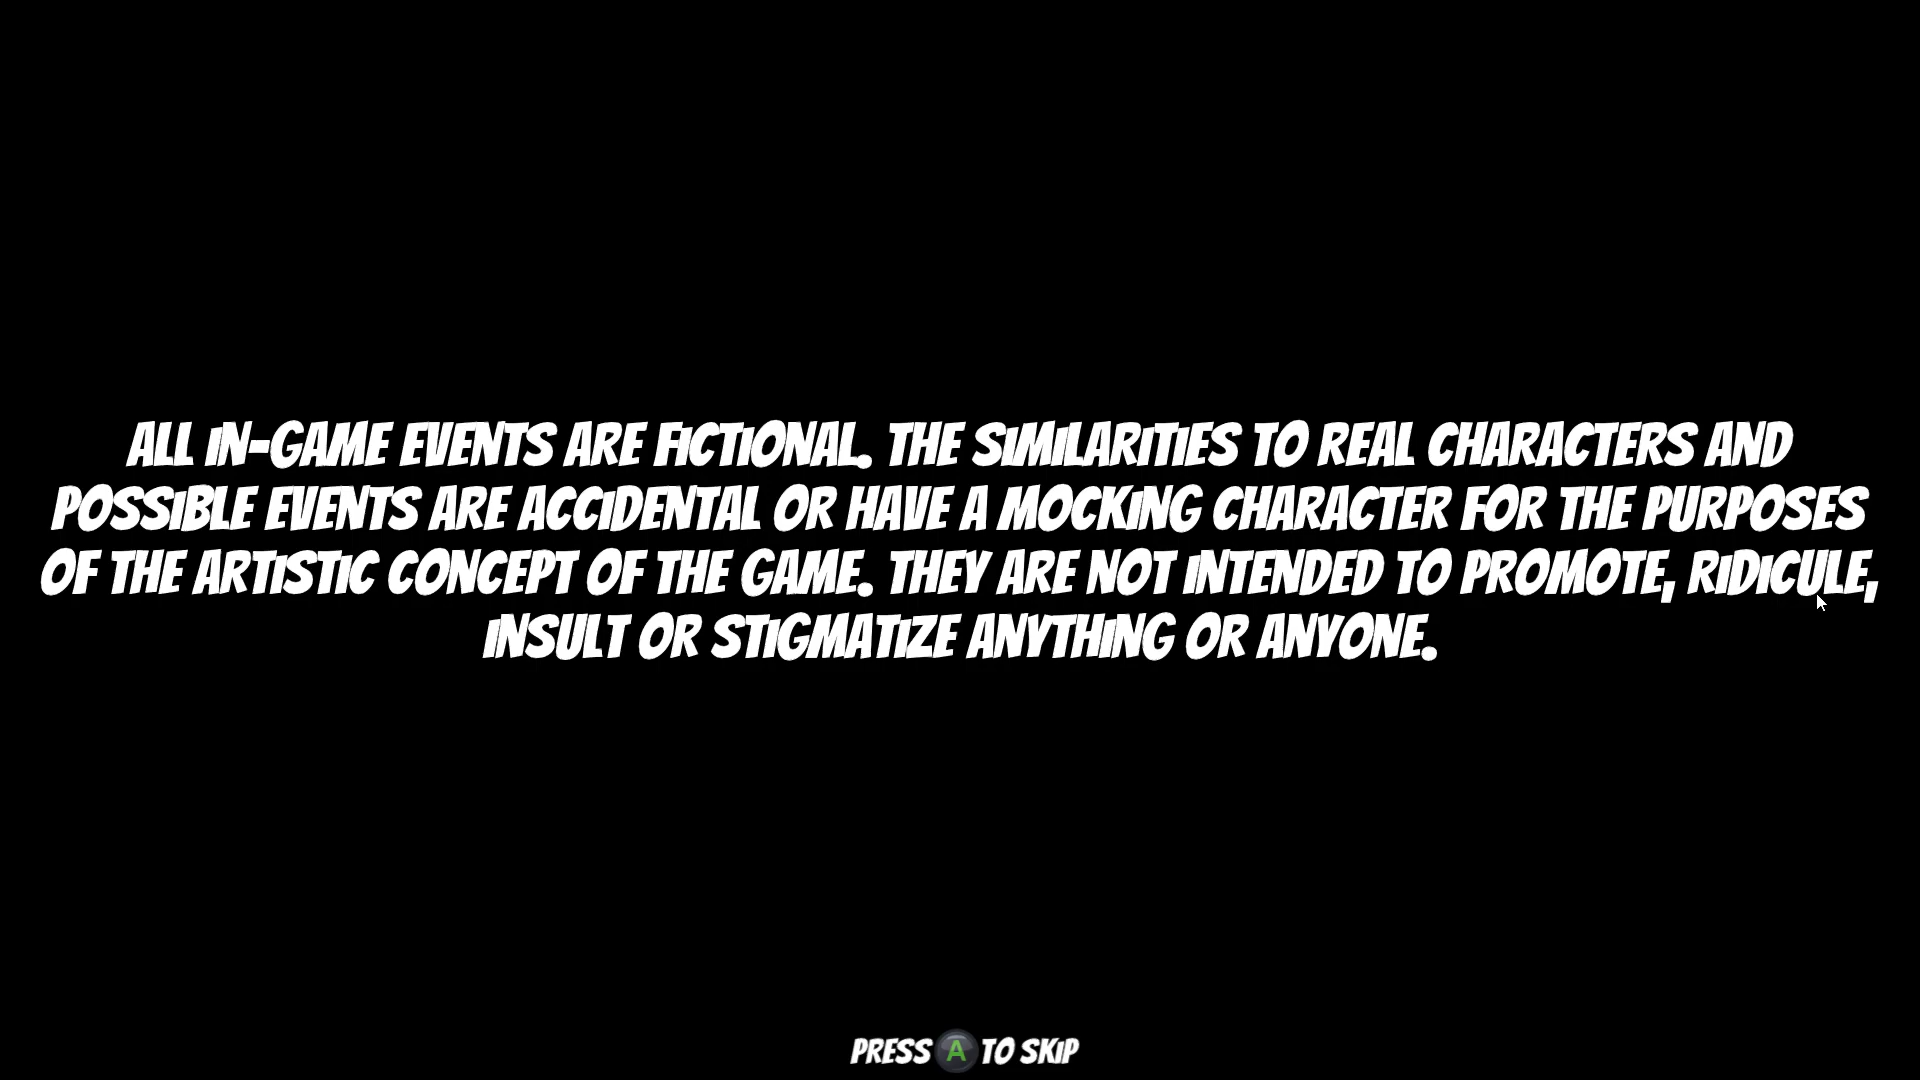 ALL IN-GAME EVENTS ARE FICTIONAL. THE SIMILARITIES TO REAL CHARACTERS AND
POSSIBLE EVENTS ARE ACCIDENTAL OR HAVE A MOCKING CHARACTER FOR THE PURPOSES
OF THE ARTISTIC CONCEPT OF THE GAME. THEY ARE NOT INTENDED TO PROMOTE, RIDICULE,
INSULT OR STIGMATIZE ANYTHING OR ANYONE.
PRESS A TO SKIP